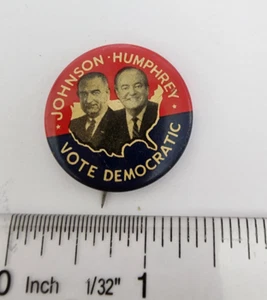 JOHNSON · HUMPHREY
VOTE DEMOCRATIC
0 Inch 1/32" 1